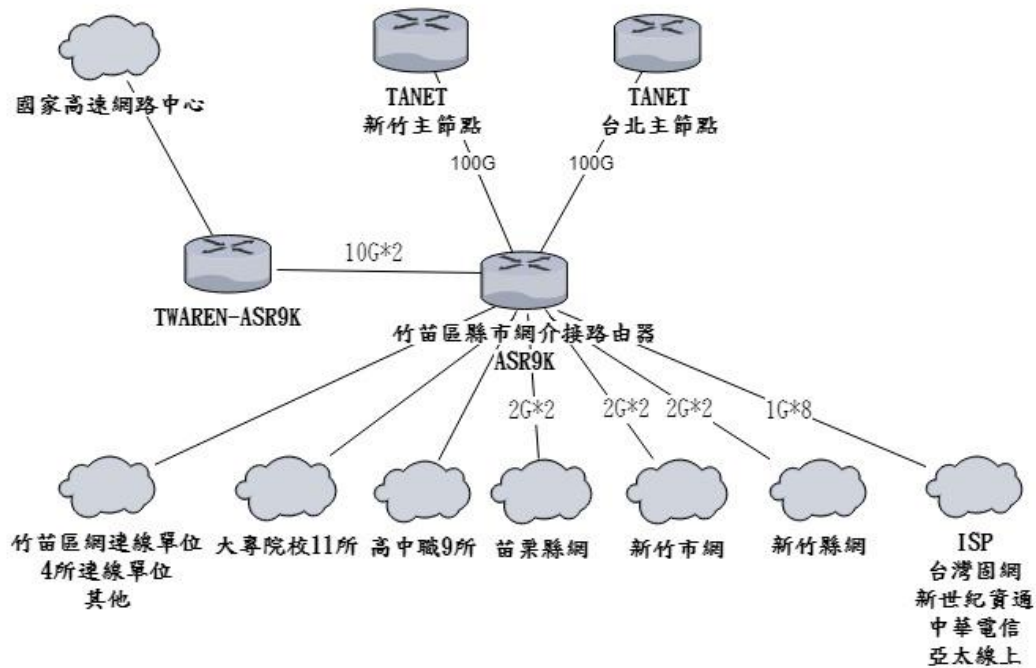 國家高速網路中心
TANET
新竹主節點
TANET
台北主節點
100G
100G
10G*2
TWAREN-ASR9K
竹苗區縣市網介接路由器
ASR9K
2G*2
2G*2
2G*2
1G*8
竹苗區網連線單位
4所連線單位
其他
大專院校11所
高中職9所
苗栗縣網
新竹市網
新竹縣網
ISP
台灣固網
新世紀資通
中華電信
亞太線上